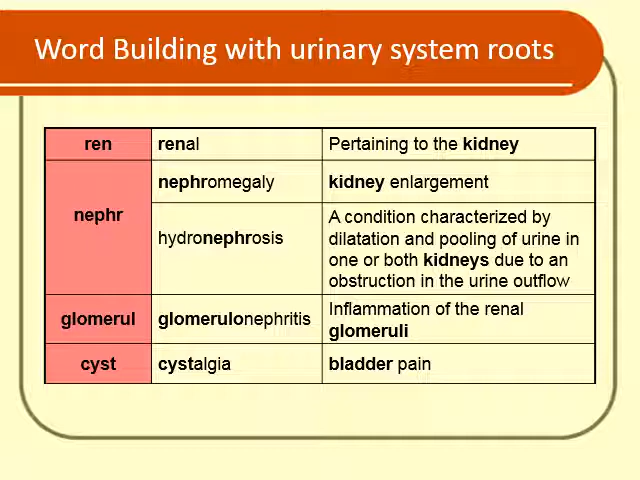 Word Building with urinary system roots
ren renal Pertaining to the kidney
nephr nephromegaly kidney enlargement
hydronephrosis A condition characterized by
dilatation and pooling of urine in
one or both kidneys due to an
obstruction in the urine outflow
glomerul glomerulonephritis Inflammation of the renal
glomeruli
cyst cystalgia bladder pain